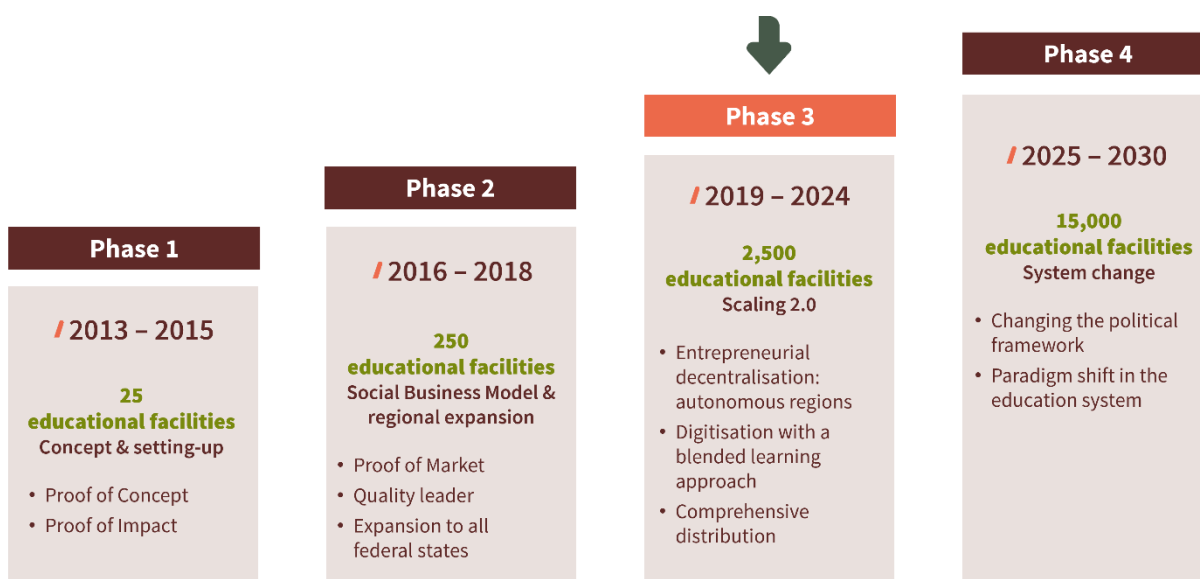 Phase 1
2013 – 2015
25
educational facilities
Concept & setting-up
• Proof of Concept
• Proof of Impact
Phase 2
2016 – 2018
250
educational facilities
Social Business Model &
regional expansion
• Proof of Market
• Quality leader
• Expansion to all
federal states
Phase 3
2019 – 2024
2,500
educational facilities
Scaling 2.0
• Entrepreneurial
decentralisation:
autonomous regions
• Digitisation with a
blended learning
approach
• Comprehensive
distribution
Phase 4
2025 – 2030
15,000
educational facilities
System change
• Changing the political
framework
• Paradigm shift in the
education system